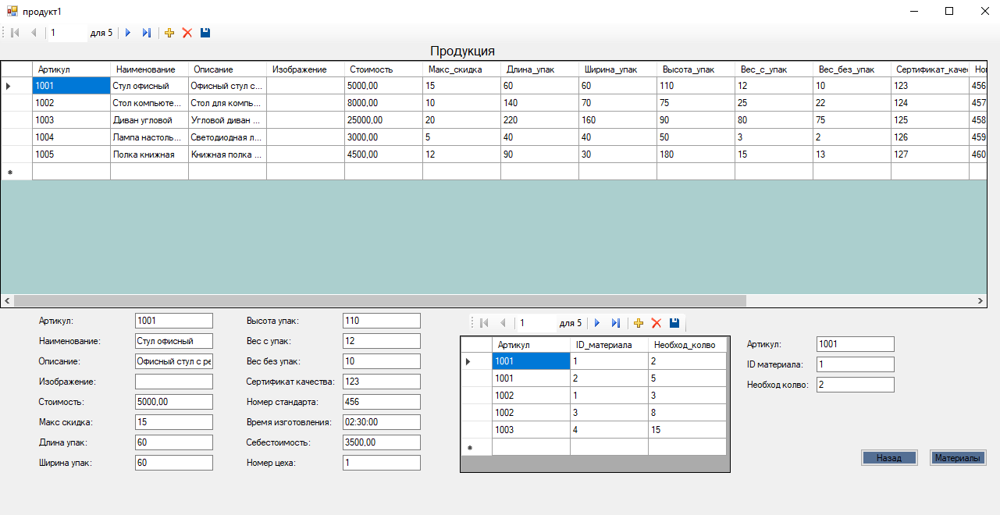 продукт1
1 для 5
Продукция
Артикул Наименование Описание Изображение Стоимость Макс_скидка Длина_упак Ширина_упак Высота_упак Вес_с_упак Вес_без_упак Сертификат_качес Но
1001 Стул офисный Офисный стул с... 5000,00 15 60 60 110 12 10 123 456
1002 Стол компьюте... Стол для компь... 8000,00 10 140 70 75 25 22 124 457
1003 Диван угловой Угловой диван ... 25000,00 20 220 160 90 80 75 125 458
1004 Лампа настоль... Светодиодная л... 3000,00 5 40 40 50 3 2 126 459
1005 Полка книжная Книжная полка ... 4500,00 12 90 30 180 15 13 127 460
Артикул: 1001
Наименование: Стул офисный
Описание: Офисный стул с ре
Изображение:
Стоимость: 5000,00
Макс скидка: 15
Длина упак: 60
Ширина упак: 60
Высота упак: 110
Вес с упак: 12
Вес без упак: 10
Сертификат качества: 123
Номер стандарта: 456
Время изготовления: 02:30:00
Себестоимость: 3500,00
Номер цеха: 1
1 для 5
Артикул ID_материала Необход_колво
1001 1 2
1001 2 5
1002 1 3
1002 3 8
1003 4 15
Артикул: 1001
ID материала: 1
Необход колво: 2
Назад Материалы